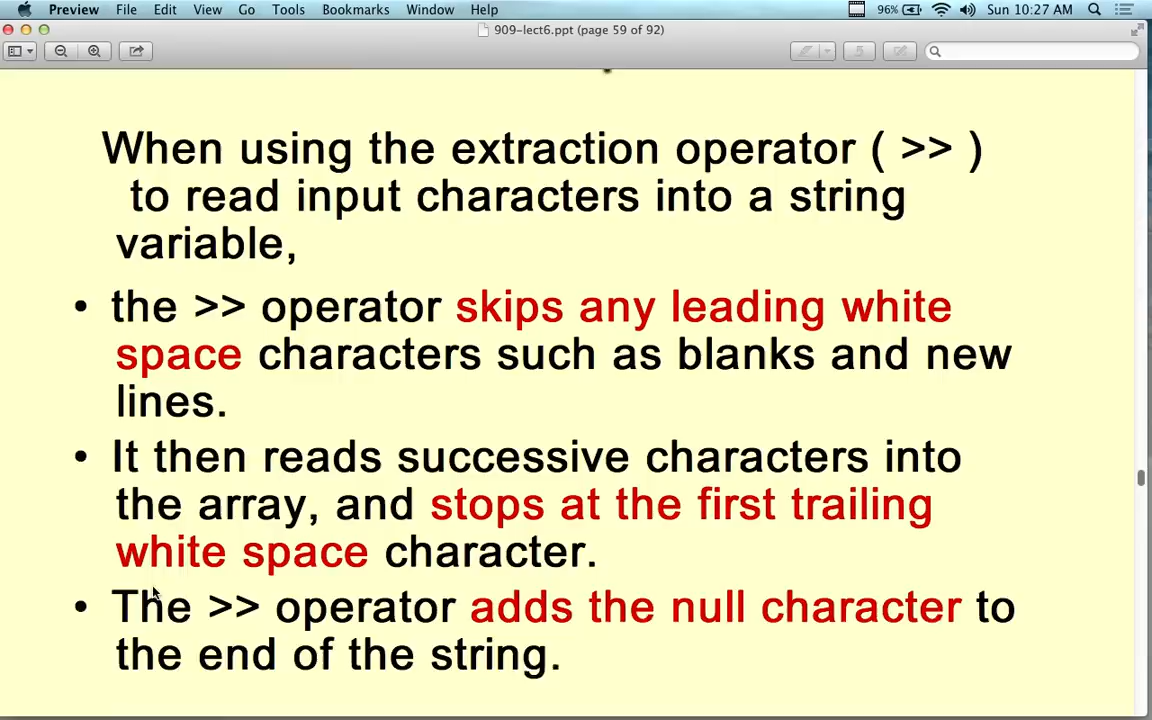 Preview File Edit View Go Tools Bookmarks Window Help 96% Sun 10:27 AM
909-lect6.ppt (page 59 of 92)
When using the extraction operator ( >> )
to read input characters into a string
variable,
• the >> operator skips any leading white
space characters such as blanks and new
lines.
• It then reads successive characters into
the array, and stops at the first trailing
white space character.
• The >> operator adds the null character to
the end of the string.